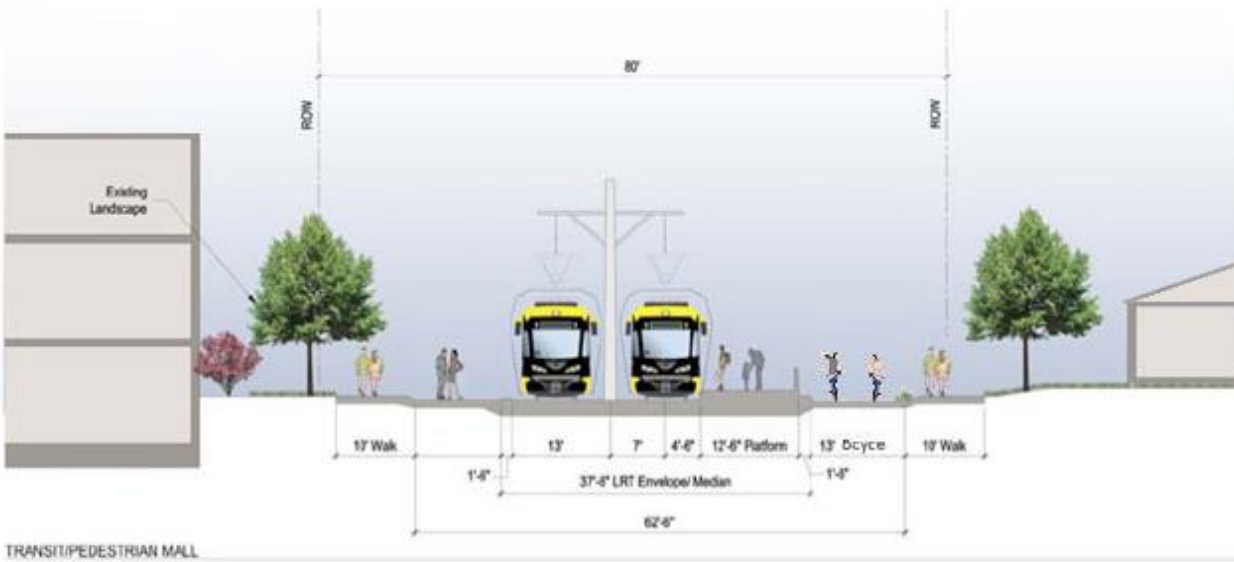 80'
ROW
ROW
Existing
Landscape
10' Walk
13'
7'
4'-6"
12'-6" Platform
13' Bcyce
10' Walk
1'-6"
37'-6" LRT Envelope/ Median
1'-6"
62'-6"
TRANSIT/PEDESTRIAN MALL